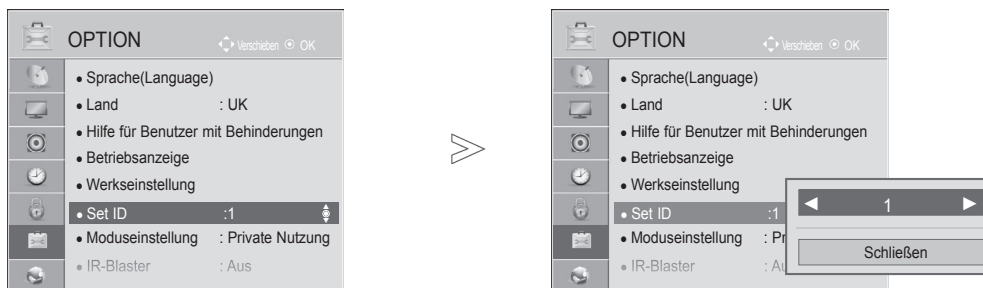 OPTION
Verschieben OK
• Sprache(Language)
• Land : UK
• Hilfe für Benutzer mit Behinderungen
• Betriebsanzeige
• Werkseinstellung
• Set ID :1
• Moduseinstellung : Private Nutzung
• IR-Blaster : Aus
OPTION
Verschieben OK
• Sprache(Language)
• Land : UK
• Hilfe für Benutzer mit Behinderungen
• Betriebsanzeige
• Werkseinstellung
• Set ID :1
• Moduseinstellung : Pr
• IR-Blaster : Au
◀ 1 ▶
Schließen